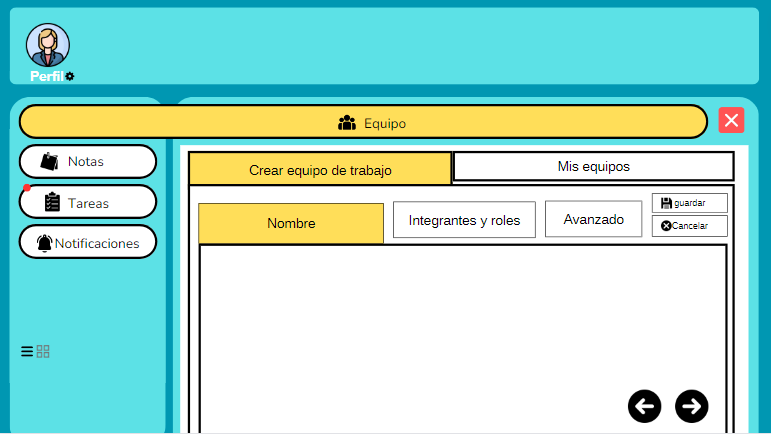 Perfil
Equipo
Notas
Tareas
Notificaciones
Crear equipo de trabajo
Mis equipos
Nombre
Integrantes y roles
Avanzado
guardar
Cancelar